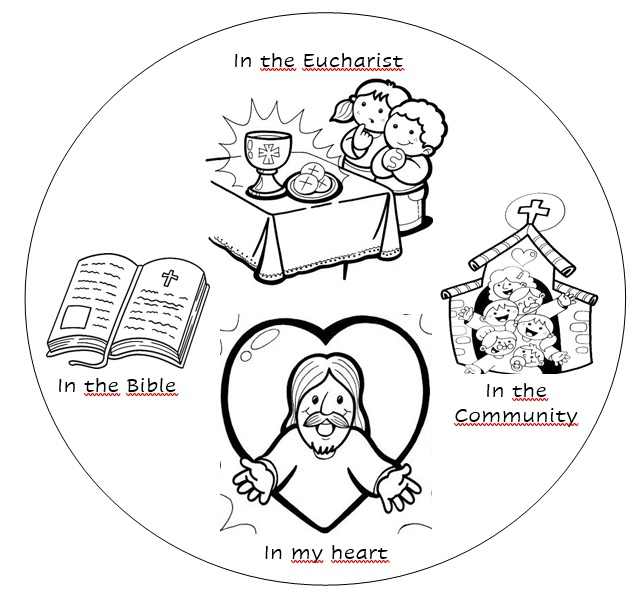 In the Eucharist
In the Bible
In the
Community
In my heart